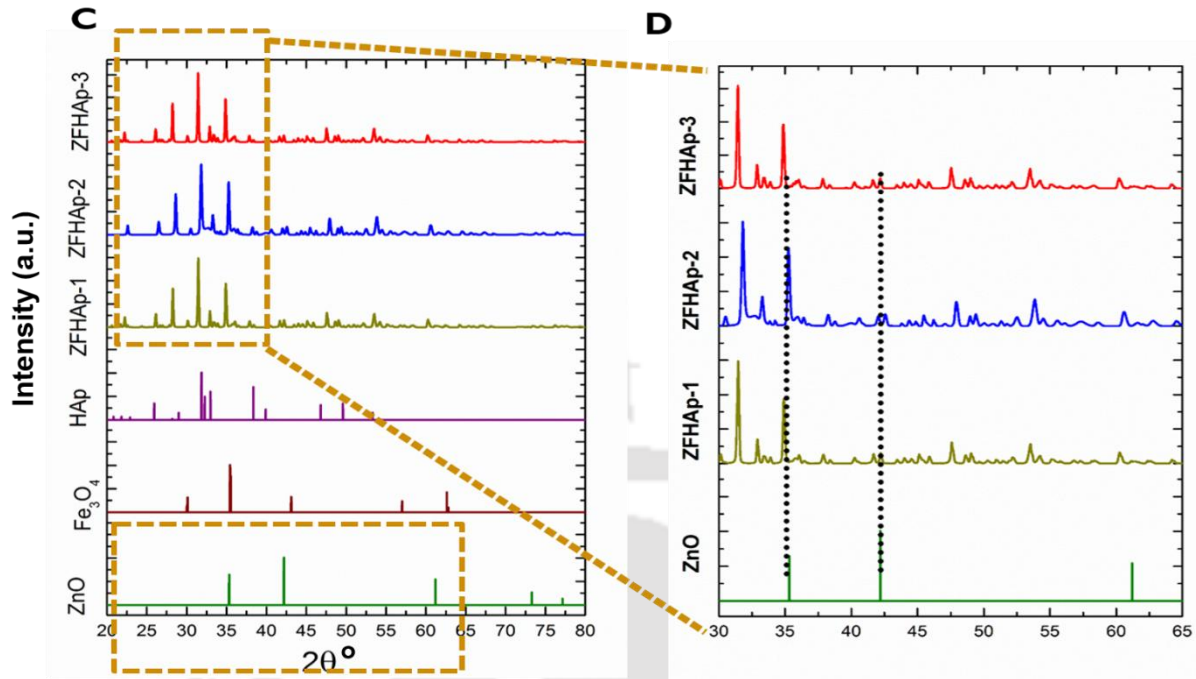 C
D
Intensity (a.u.)
ZFHAp-3
ZFHAp-2
ZFHAp-1
HAp
Fe3O4
ZnO
20 25 30 35 40 45 50 55 60 65 70 75 80
2θ°
ZFHAp-3
ZFHAp-2
ZFHAp-1
ZnO
30 35 40 45 50 55 60 65